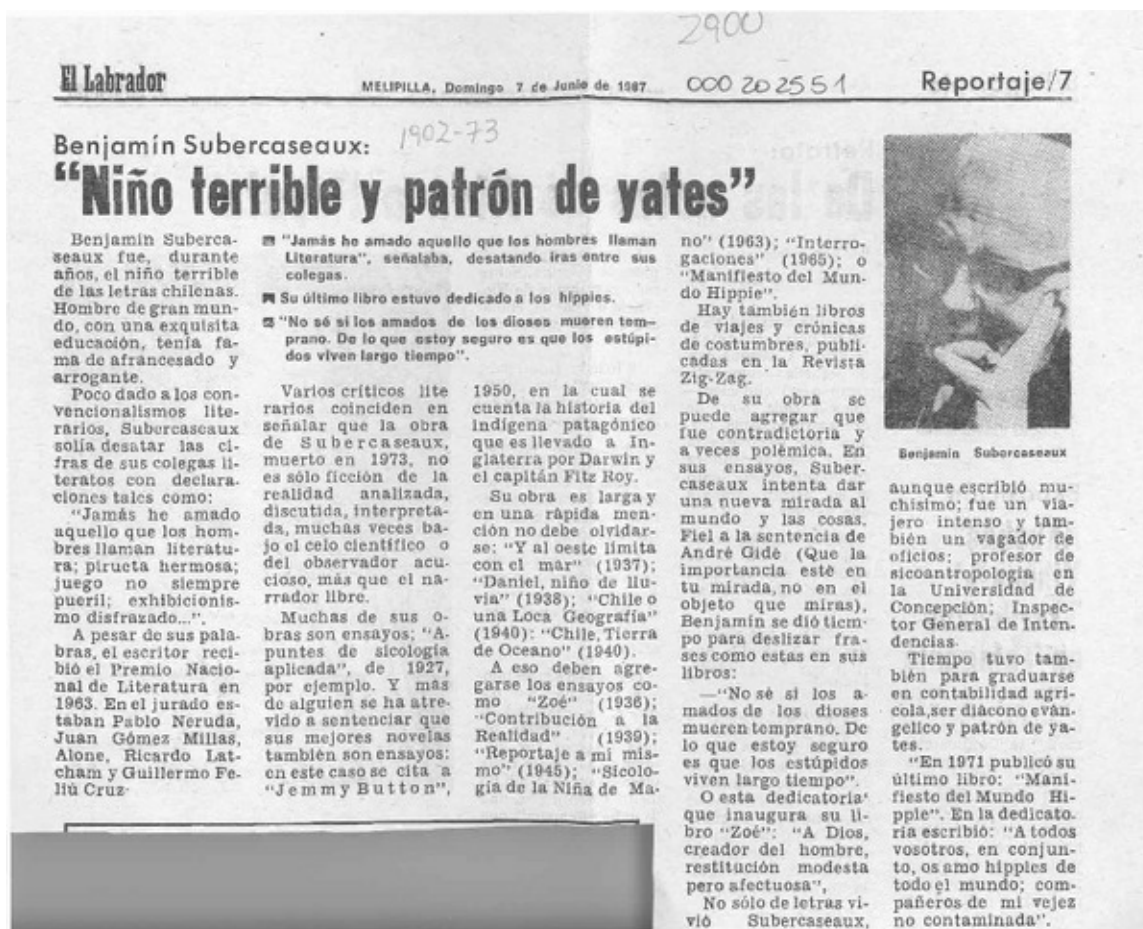 2900
El Labrador
MELIPILLA, Domingo 7 de Junio de 1987
000 202551
Reportaje/7
1902-73
Benjamín Subercaseaux:
“Niño terrible y patrón de yates”
Benjamín Suberca-
seaux fue, durante
años, el niño terrible
de las letras chilenas.
Hombre de gran mun-
do, con una exquisita
educación, tenía fa-
ma de afrancesado y
arrogante.
Poco dado a los con-
vencionalismos lite-
rarios, Subercaseaux
solía desatar las ci-
fras de sus colegas li-
teratos con declara-
ciones tales como:
“Jamás he amado
aquello que los hom-
bres llaman literatu-
ra; pirueta hermosa;
juego no siempre
pueril; exhibicionis-
mo disfrazado...”.
A pesar de sus pala-
bras, el escritor reci-
bió el Premio Nacio-
nal de Literatura en
1963. En el jurado es-
taban Pablo Neruda,
Juan Gómez Millas,
Alone, Ricardo Lat-
cham y Guillermo Fe-
liú Cruz.
“Jamás he amado aquello que los hombres llaman
Literatura”, señalaba, desatando iras entre sus
colegas.
Su último libro estuvo dedicado a los hippies.
“No sé si los amados de los dioses mueren tem-
prano. De lo que estoy seguro es que los estúpi-
dos viven largo tiempo”.
Varios críticos lite
rarios coinciden en
señalar que la obra
de Subercaseaux,
muerto en 1973, no
es sólo ficción de la
realidad analizada,
discutida, interpreta-
da, muchas veces ba-
jo el celo científico o
del observador acu-
cioso, más que el na-
rrador libre.
Muchas de sus o-
bras son ensayos: “A-
puntes de sicología
aplicada”, de 1927,
por ejemplo. Y más
de alguien se ha atre-
vido a sentenciar que
sus mejores novelas
también son ensayos:
en este caso se cita a
“Jemmy Button”,
1950, en la cual se
cuenta la historia del
indígena patagónico
que es llevado a In-
glaterra por Darwin y
el capitán Fitz Roy.
Su obra es larga y
en una rápida men-
ción no debe olvidar-
se: “Y al oeste limita
con el mar” (1937);
“Daniel, niño de llu-
via” (1938); “Chile o
una Loca Geografía”
(1940); “Chile, Tierra
de Oceano” (1940).
A eso deben agre-
garse los ensayos co-
mo “Zoé” (1936);
“Contribución a la
Realidad” (1939);
“Reportaje a mi mis-
mo” (1945); “Sicolo-
gía de la Niña de Ma-
no” (1963); “Interro-
gaciones” (1965); o
“Manifiesto del Mun-
do Hippie”.
Hay también libros
de viajes y crónicas
de costumbres, publi-
cadas en la Revista
Zig-Zag.
De su obra se
puede agregar que
fue contradictoria y
a veces polémica. En
sus ensayos, Suber-
caseaux intenta dar
una nueva mirada al
mundo y las cosas.
Fiel a la sentencia de
André Gide (Que la
importancia esté en
tu mirada, no en el
objeto que miras),
Benjamín se dió tiem-
po para deslizar fra-
ses como estas en sus
libros:
—“No sé si los a-
mados de los dioses
mueren temprano. De
lo que estoy seguro
es que los estúpidos
viven largo tiempo”.
O esta dedicatoria
que inaugura su li-
bro “Zoé”: “A Dios,
creador del hombre,
restitución modesta
pero afectuosa”,
No sólo de letras vi-
vió Subercaseaux,
Benjamín Subercaseaux
aunque escribió mu-
chísimo; fue un via-
jero intenso y tam-
bién un vagador de
oficios; profesor de
sicoantropología en
la Universidad de
Concepción; Inspec-
tor General de Inten-
dencias.
Tiempo tuvo tam-
bién para graduarse
en contabilidad agrí-
cola, ser diácono eván-
gelico y patrón de ya-
tes.
“En 1971 publicó su
último libro: “Mani-
fiesto del Mundo Hi-
ppie”. En la dedicato-
ria escribió: “A todos
vosotros, en conjun-
to, os amo hippies de
todo el mundo; com-
pañeros de mi vejez
no contaminada”.